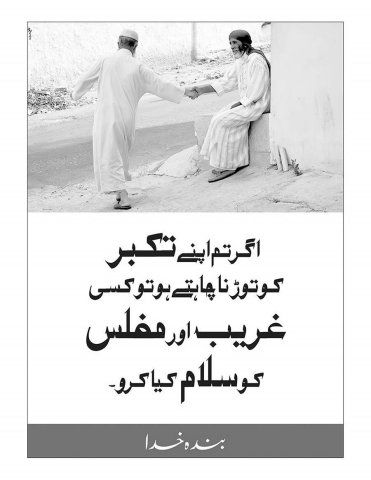 اگر تم اپنے تکبر
کو توڑنا چاہتے ہو تو کسی
غریب اور مفلس
کو سلام کیا کرو۔
بندہ خدا